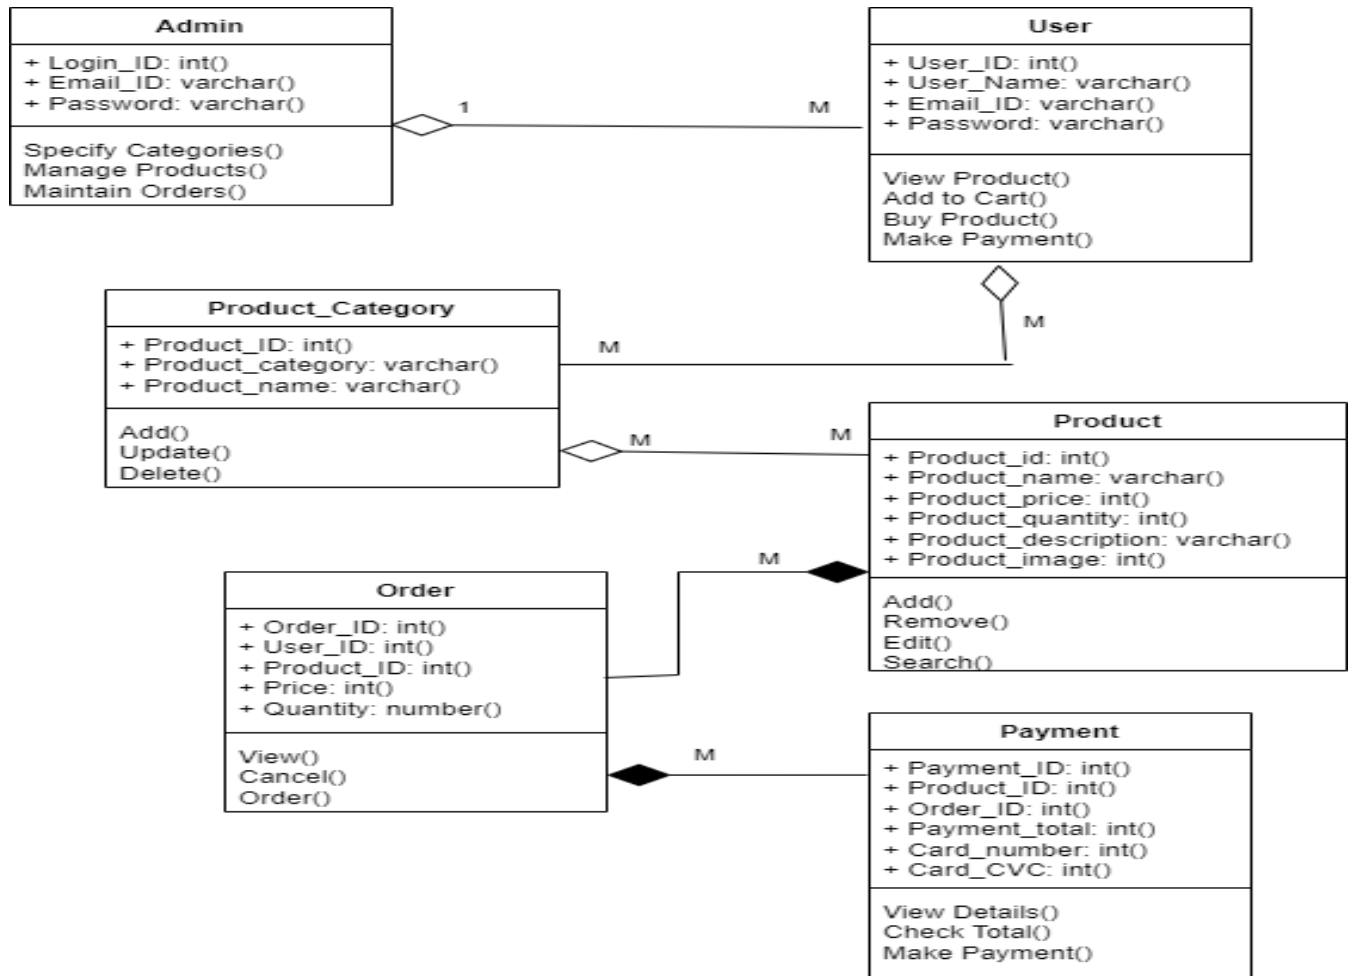 Admin
+ Login_ID: int()
+ Email_ID: varchar()
+ Password: varchar()
Specify Categories()
Manage Products()
Maintain Orders()
1
M
User
+ User_ID: int()
+ User_Name: varchar()
+ Email_ID: varchar()
+ Password: varchar()
View Product()
Add to Cart()
Buy Product()
Make Payment()
M
M
Product_Category
+ Product_ID: int()
+ Product_category: varchar()
+ Product_name: varchar()
Add()
Update()
Delete()
M
M
Product
+ Product_id: int()
+ Product_name: varchar()
+ Product_price: int()
+ Product_quantity: int()
+ Product_description: varchar()
+ Product_image: int()
Add()
Remove()
Edit()
Search()
M
Order
+ Order_ID: int()
+ User_ID: int()
+ Product_ID: int()
+ Price: int()
+ Quantity: number()
View()
Cancel()
Order()
M
Payment
+ Payment_ID: int()
+ Product_ID: int()
+ Order_ID: int()
+ Payment_total: int()
+ Card_number: int()
+ Card_CVC: int()
View Details()
Check Total()
Make Payment()